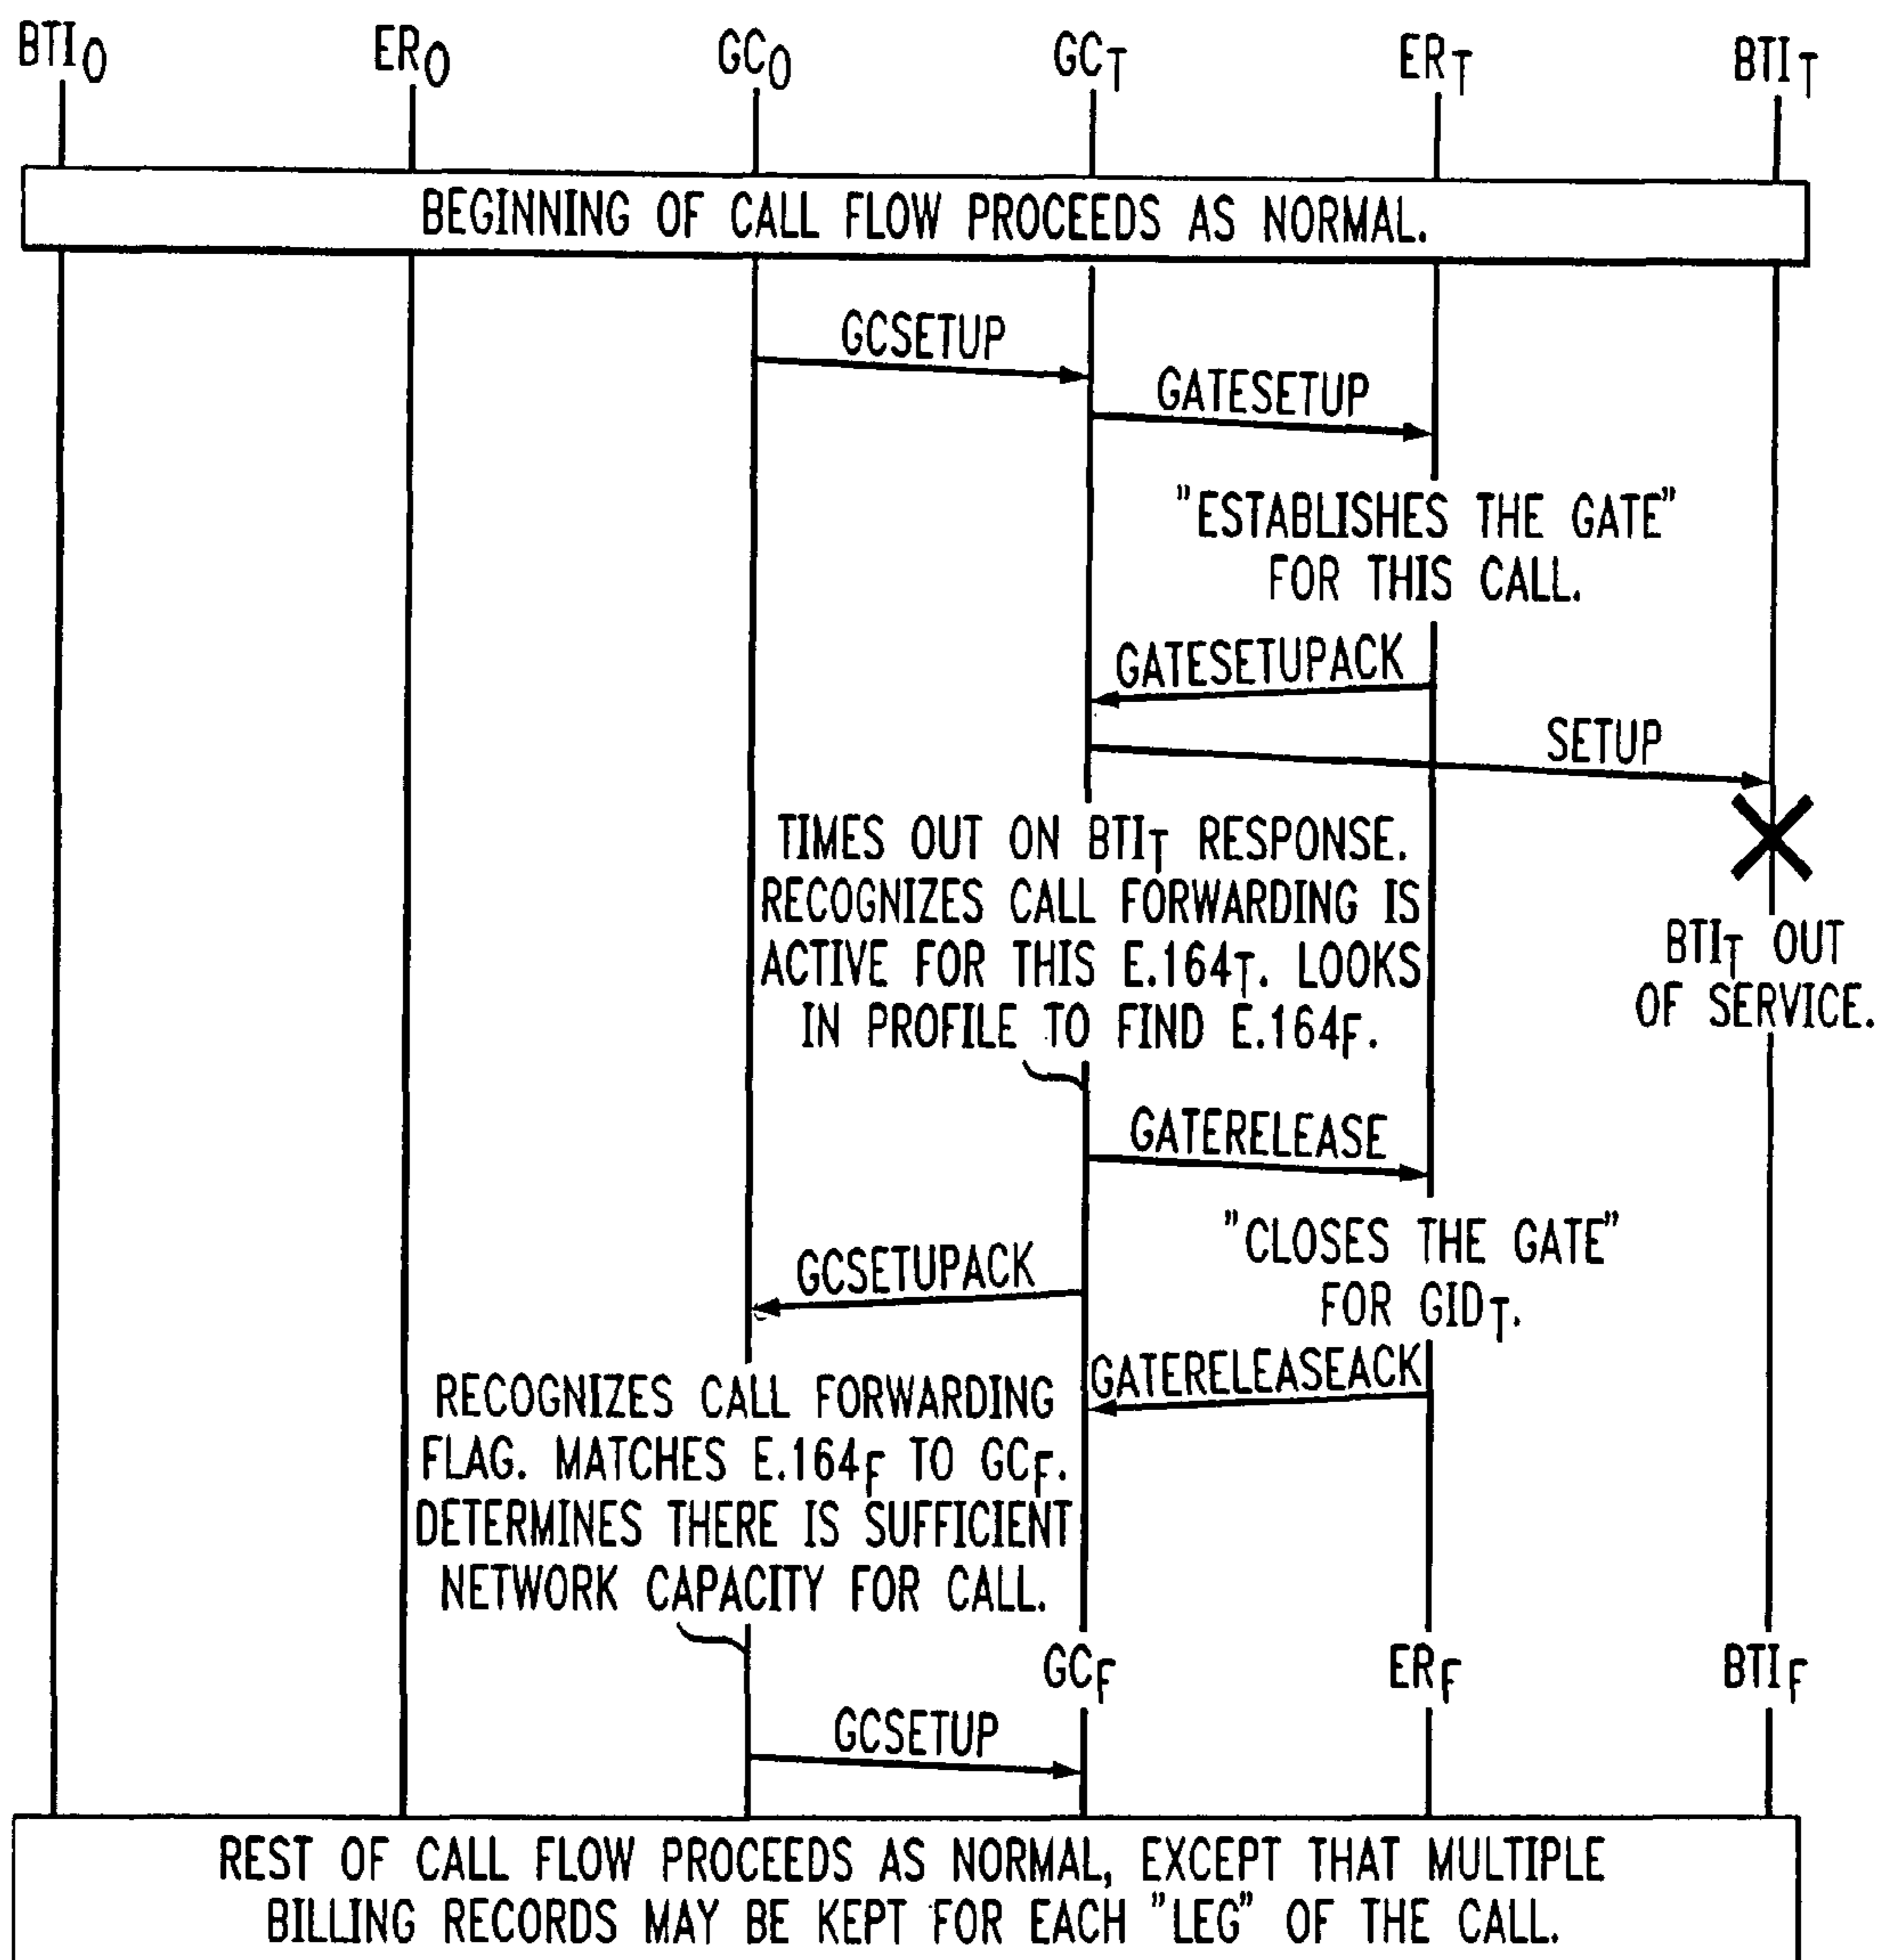 BTIO ERO GCO GCT ERT BTIT
BEGINNING OF CALL FLOW PROCEEDS AS NORMAL.
GCSETUP
GATESETUP
"ESTABLISHES THE GATE"
FOR THIS CALL.
GATESETUPACK
SETUP
TIMES OUT ON BTIT RESPONSE.
RECOGNIZES CALL FORWARDING IS
ACTIVE FOR THIS E.164T. LOOKS
IN PROFILE TO FIND E.164F.
BTIT OUT
OF SERVICE.
GATERELEASE
"CLOSES THE GATE"
FOR GIDT.
GCSETUPACK
GATERELEASEACK
RECOGNIZES CALL FORWARDING
FLAG. MATCHES E.164F TO GCF.
DETERMINES THERE IS SUFFICIENT
NETWORK CAPACITY FOR CALL.
GCF ERF BTIF
GCSETUP
REST OF CALL FLOW PROCEEDS AS NORMAL, EXCEPT THAT MULTIPLE
BILLING RECORDS MAY BE KEPT FOR EACH "LEG" OF THE CALL.